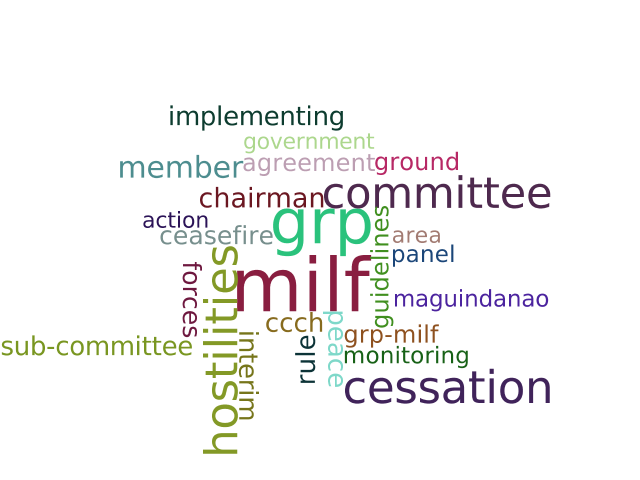 implementing
government
member
agreement
ground
chairman
committee
action
grp
ceasefire
guidelines
area
panel
hostilities
milf
forces
maguindanao
ccch
peace
grp-milf
sub-committee
interim
rule
monitoring
cessation